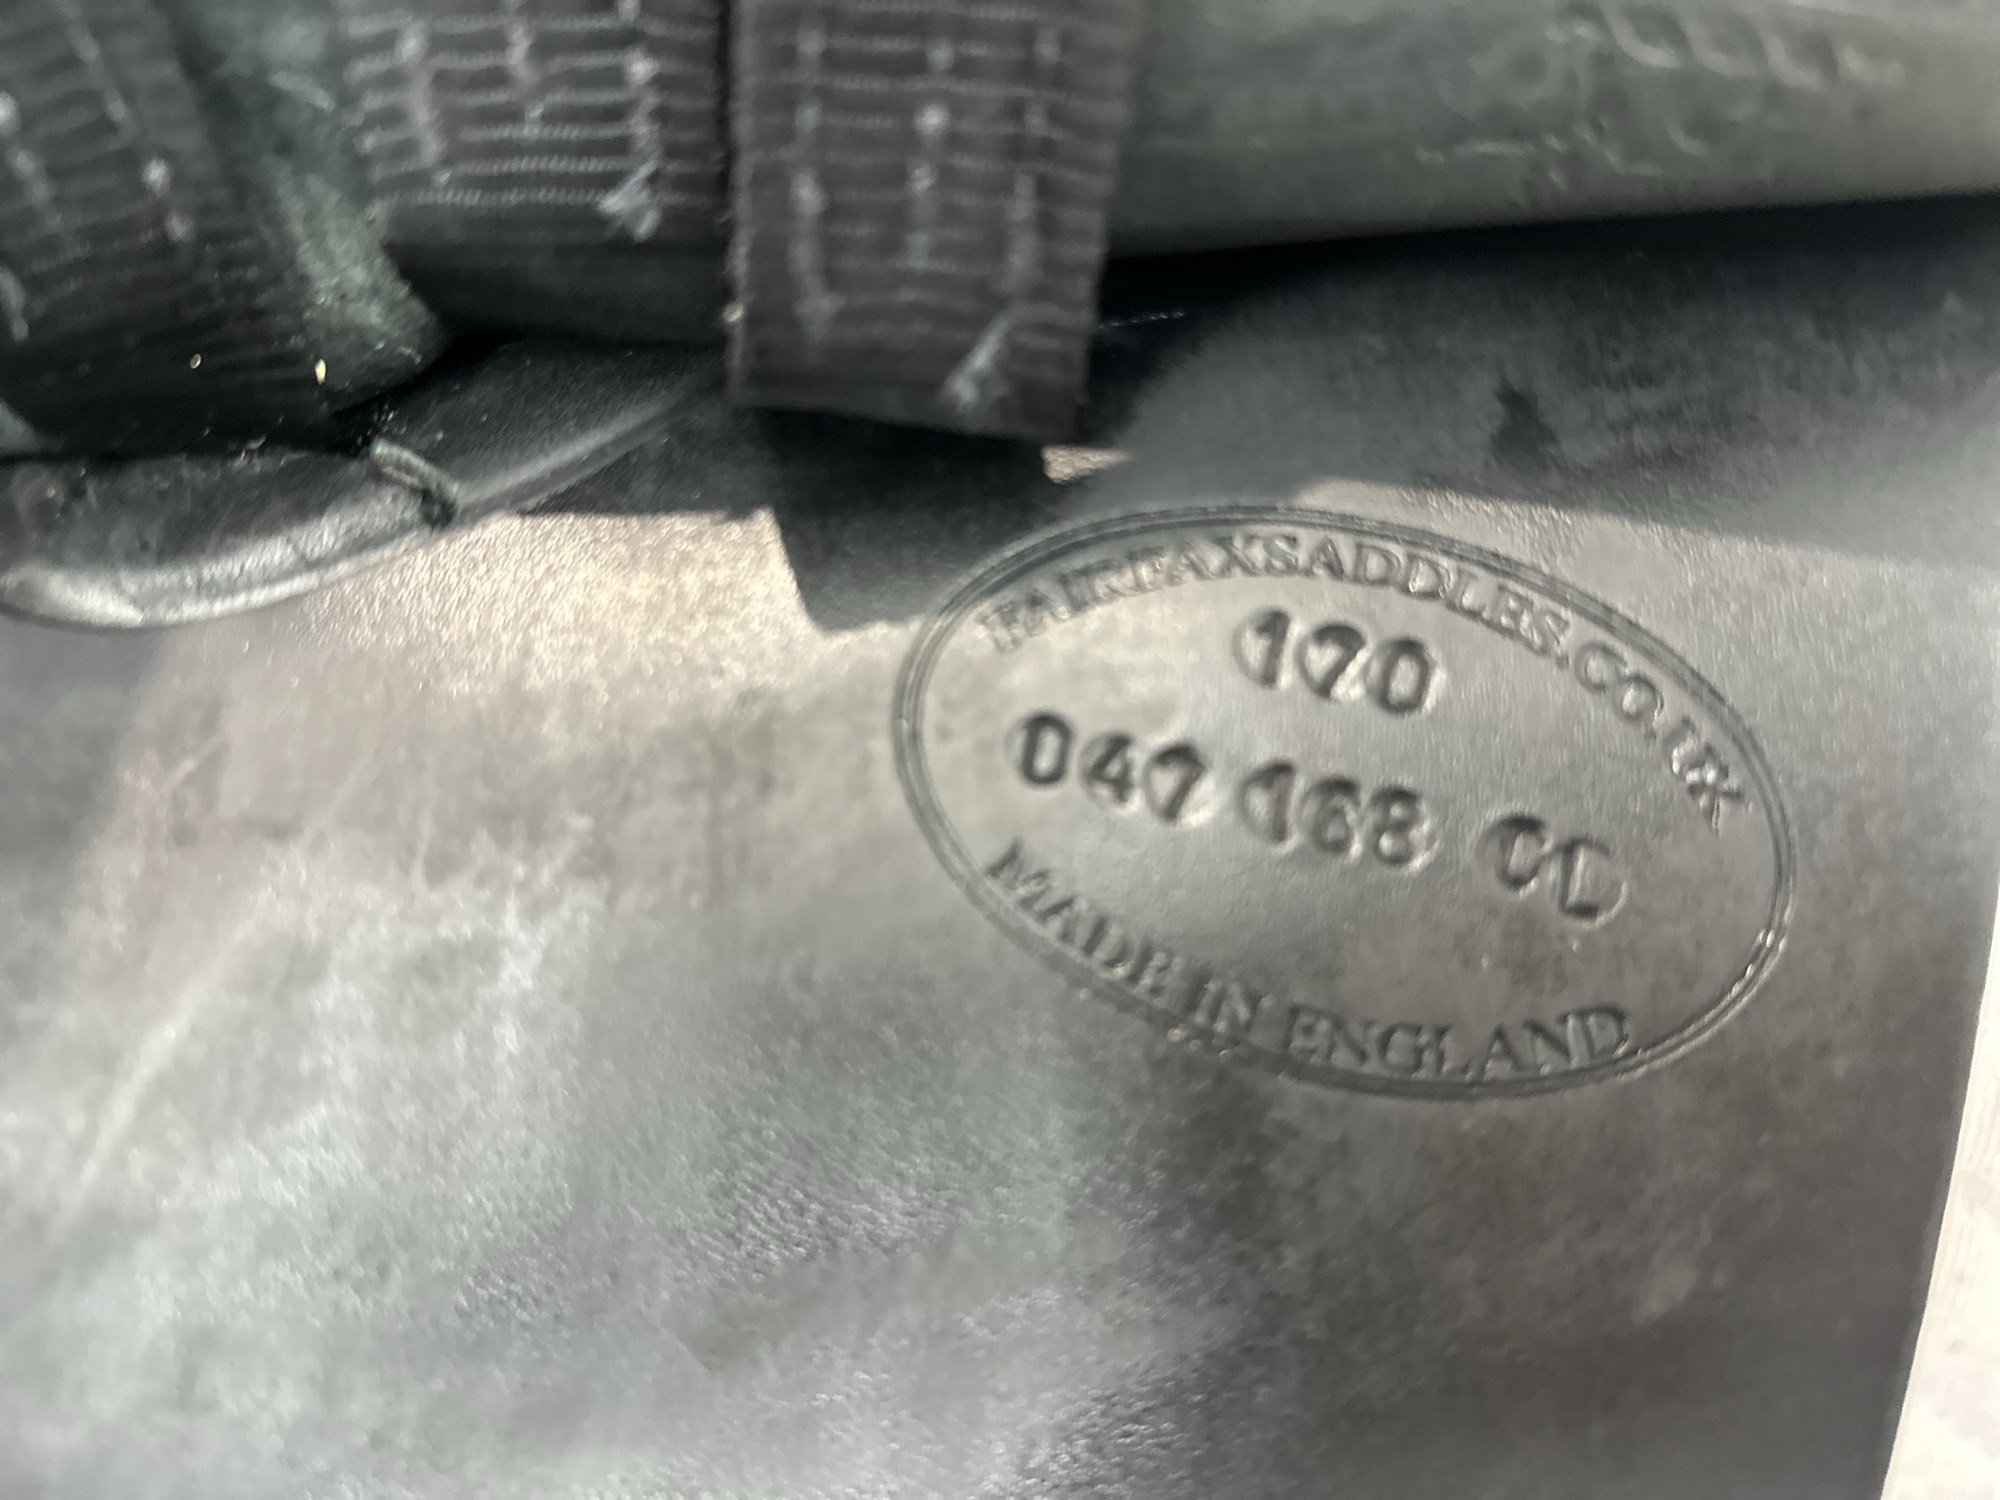 FAIRFAXSADDLES.CO.UK
170
047 168 CL
MADE IN ENGLAND